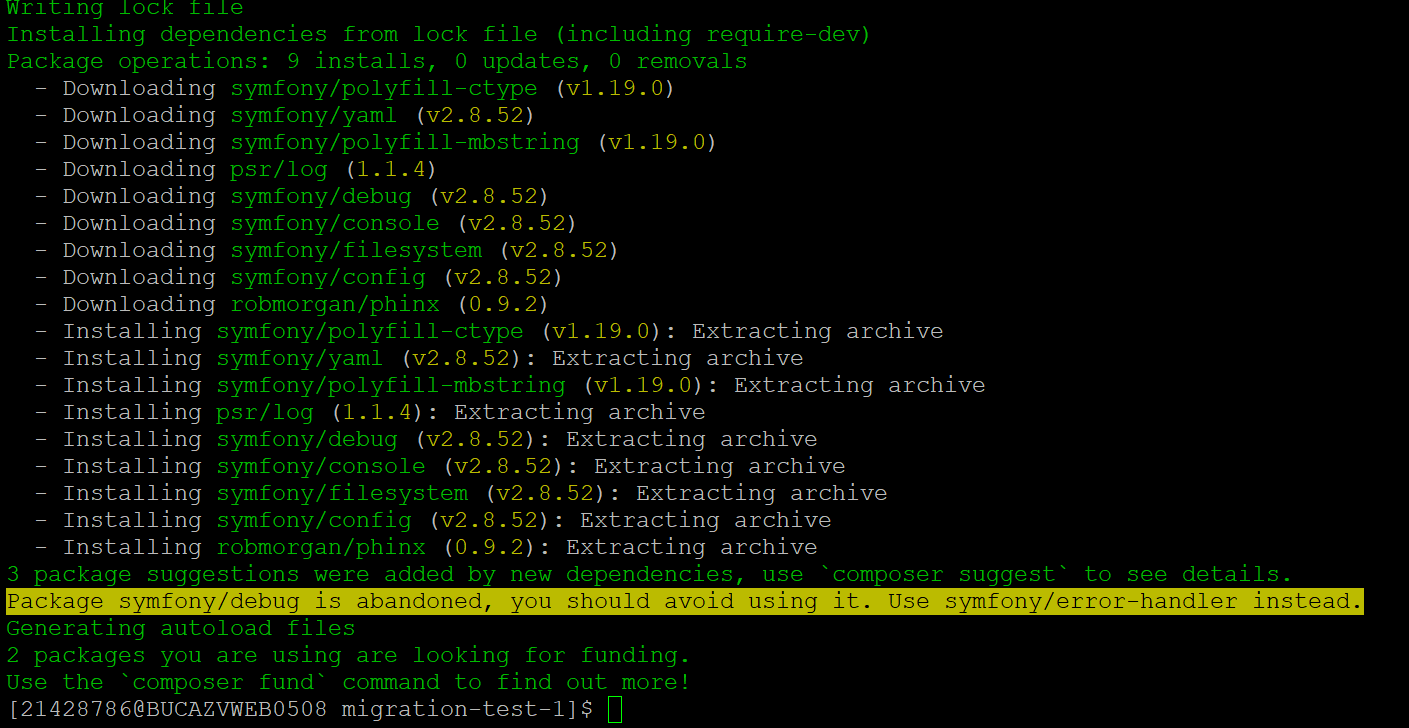 Writing lock file
Installing dependencies from lock file (including require-dev)
Package operations: 9 installs, 0 updates, 0 removals
  - Downloading symfony/polyfill-ctype (v1.19.0)
  - Downloading symfony/yaml (v2.8.52)
  - Downloading symfony/polyfill-mbstring (v1.19.0)
  - Downloading psr/log (1.1.4)
  - Downloading symfony/debug (v2.8.52)
  - Downloading symfony/console (v2.8.52)
  - Downloading symfony/filesystem (v2.8.52)
  - Downloading symfony/config (v2.8.52)
  - Downloading robmorgan/phinx (0.9.2)
  - Installing symfony/polyfill-ctype (v1.19.0): Extracting archive
  - Installing symfony/yaml (v2.8.52): Extracting archive
  - Installing symfony/polyfill-mbstring (v1.19.0): Extracting archive
  - Installing psr/log (1.1.4): Extracting archive
  - Installing symfony/debug (v2.8.52): Extracting archive
  - Installing symfony/console (v2.8.52): Extracting archive
  - Installing symfony/filesystem (v2.8.52): Extracting archive
  - Installing symfony/config (v2.8.52): Extracting archive
  - Installing robmorgan/phinx (0.9.2): Extracting archive
3 package suggestions were added by new dependencies, use `composer suggest` to see details.
Package symfony/debug is abandoned, you should avoid using it. Use symfony/error-handler instead.
Generating autoload files
2 packages you are using are looking for funding.
Use the `composer fund` command to find out more!
[21428786@BUCAZVWEB0508 migration-test-1]$